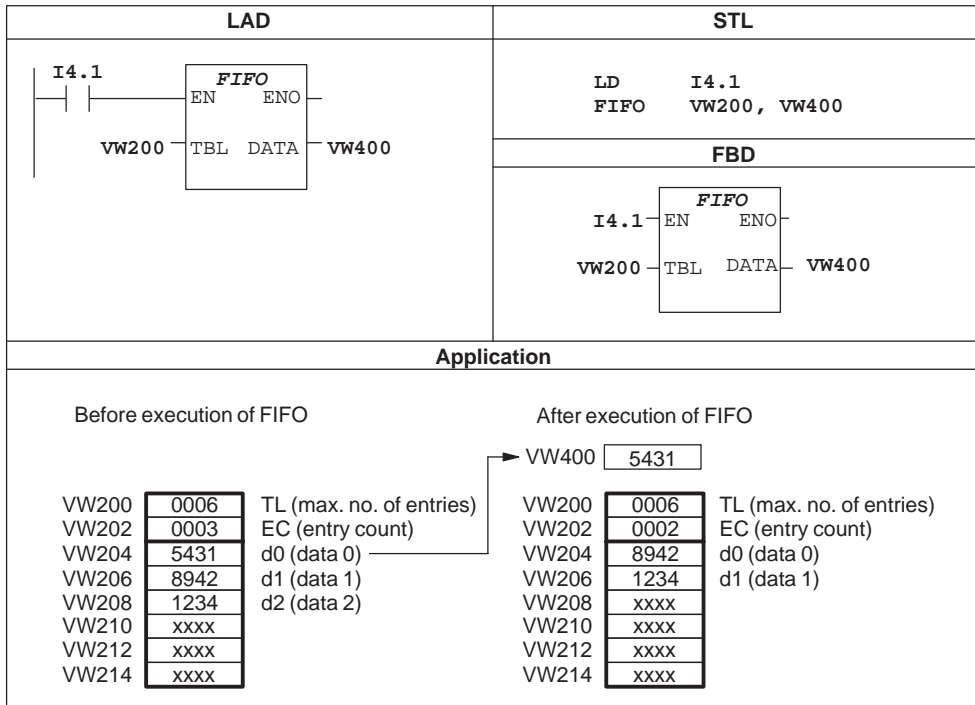 LAD
I4.1
FIFO
EN ENO
VW200 TBL DATA VW400
STL
LD I4.1
FIFO VW200, VW400
FBD
FIFO
I4.1 EN ENO
VW200 TBL DATA VW400
Application
Before execution of FIFO
VW200 0006 TL (max. no. of entries)
VW202 0003 EC (entry count)
VW204 5431 d0 (data 0)
VW206 8942 d1 (data 1)
VW208 1234 d2 (data 2)
VW210 xxxx
VW212 xxxx
VW214 xxxx
After execution of FIFO
VW400 5431
VW200 0006 TL (max. no. of entries)
VW202 0002 EC (entry count)
VW204 8942 d0 (data 0)
VW206 1234 d1 (data 1)
VW208 xxxx
VW210 xxxx
VW212 xxxx
VW214 xxxx